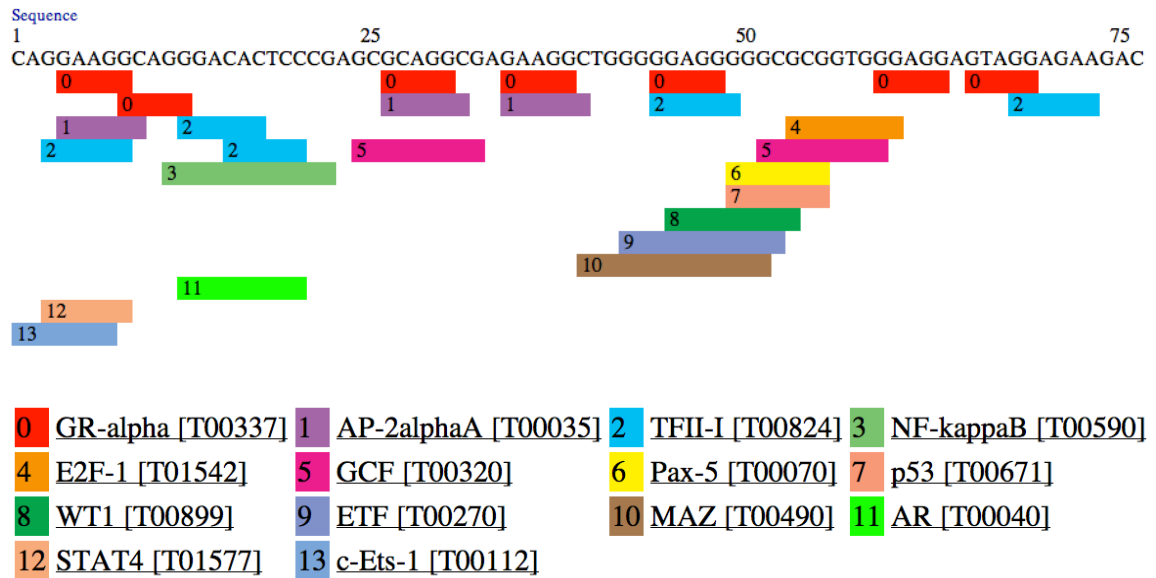 Sequence
1 25 50 75
CAGGAAGGCAGGGACACTCCCGAGCGCAGGCGAGAAGGCTGGGGGAGGGGGCGCGGTGGGAGGAGTAGGAGAAGAC
0 0 0 0 0 0
0 1 1 2 2
1 2 4
2 2 5 5
3 6
7
8
9
10
11
12
13
0 GR-alpha [T00337] 1 AP-2alphaA [T00035] 2 TFII-I [T00824] 3 NF-kappaB [T00590]
4 E2F-1 [T01542] 5 GCF [T00320] 6 Pax-5 [T00070] 7 p53 [T00671]
8 WT1 [T00899] 9 ETF [T00270] 10 MAZ [T00490] 11 AR [T00040]
12 STAT4 [T01577] 13 c-Ets-1 [T00112]